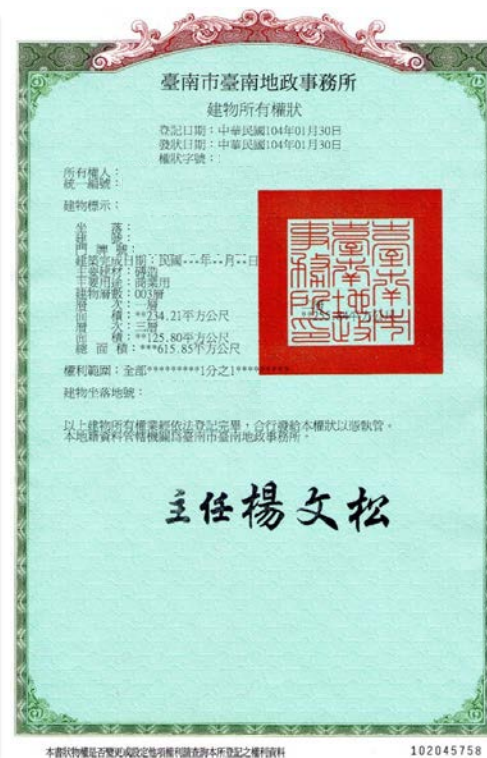 臺南市臺南地政事務所
建物所有權狀
登記日期：中華民國104年01月30日
發狀日期：中華民國104年01月30日
權狀字號：
所有權人：
統一編號：
建物標示：
坐 落：
建 號：
門 牌 號：
建築完成日期：民國**年**月**日
主要建材：磚造
主要用途：商業用
建物層數：003層
層 次：二層
面 積：**234.21平方公尺
層 次：三層
面 積：**125.80平方公尺
總 面 積：***615.85平方公尺
權利範圍：全部*********1分之1*********
建物坐落地號：
以上建物所有權業經依法登記完畢，合行發給本權狀以憑執管。
本地籍資料管轄機關為臺南市臺南地政事務所。
臺南市臺南地政事務所印
主任楊文松
本書狀物權是否變更或設定他項權利請查詢本所登記之權利資料
102045758